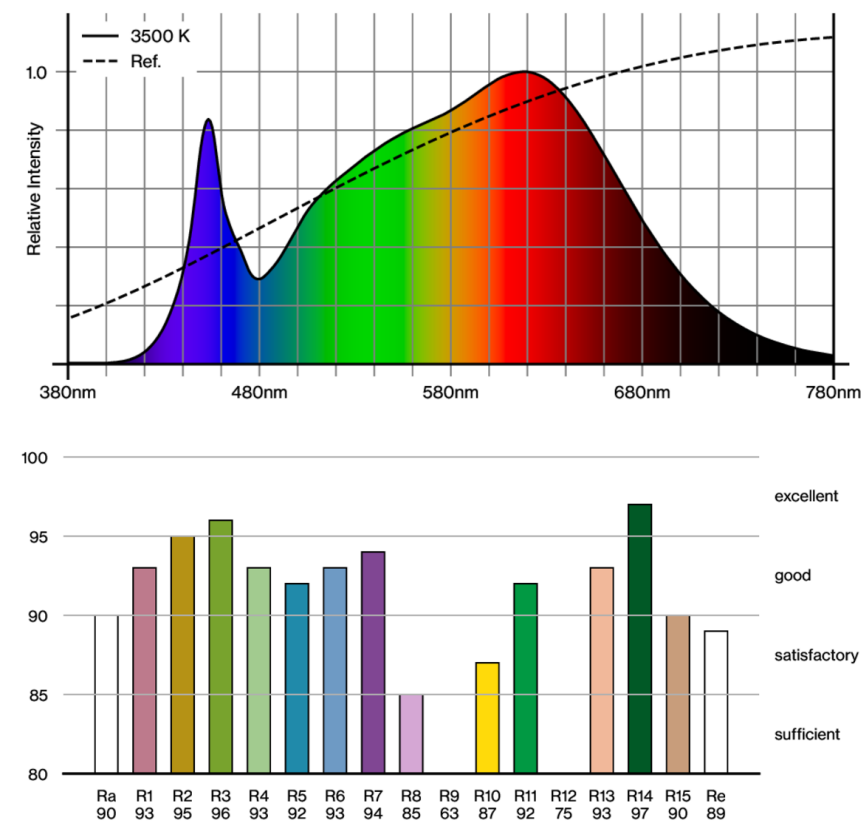 3500 K
Ref.
1.0
Relative Intensity
380nm 480nm 580nm 680nm 780nm
100
excellent
95
good
90
satisfactory
85
sufficient
80
Ra R1 R2 R3 R4 R5 R6 R7 R8 R9 R10 R11 R12 R13 R14 R15 Re
90 93 95 96 93 92 93 94 85 63 87 92 75 93 97 90 89